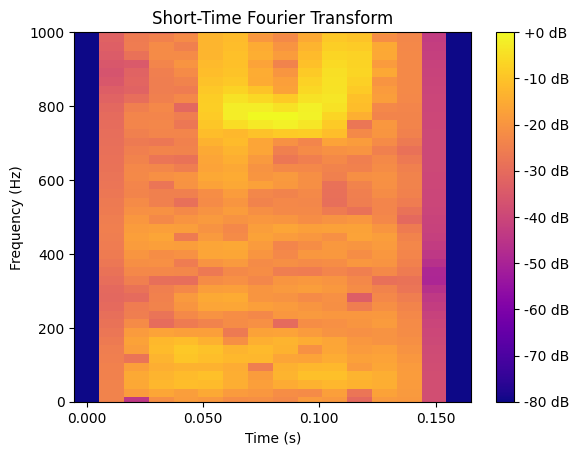 Short-Time Fourier Transform
1000
800
600
400
200
0
Frequency (Hz)
0.000
0.050
0.100
0.150
Time (s)
+0 dB
-10 dB
-20 dB
-30 dB
-40 dB
-50 dB
-60 dB
-70 dB
-80 dB